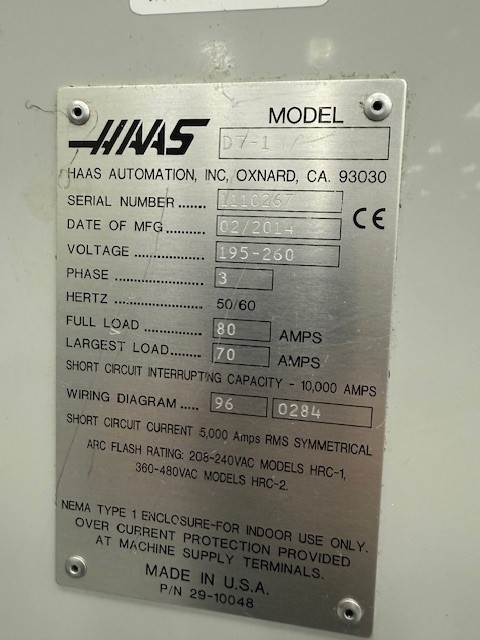 HAAS
MODEL
D7-1
HAAS AUTOMATION, INC, OXNARD, CA. 93030
SERIAL NUMBER ...... 1110267
DATE OF MFG.......... 02/2014
CE
VOLTAGE ............... 195-260
PHASE .................... 3
HERTZ .................... 50/60
FULL LOAD ............. 80 AMPS
LARGEST LOAD........ 70 AMPS
SHORT CIRCUIT INTERRUPTING CAPACITY - 10,000 AMPS
WIRING DIAGRAM ..... 96 0284
SHORT CIRCUIT CURRENT 5,000 Amps RMS SYMMETRICAL
ARC FLASH RATING: 208-240VAC MODELS HRC-1,
360-480VAC MODELS HRC-2.
NEMA TYPE 1 ENCLOSURE-FOR INDOOR USE ONLY.
OVER CURRENT PROTECTION PROVIDED
AT MACHINE SUPPLY TERMINALS.
MADE IN U.S.A.
P/N 29-10048